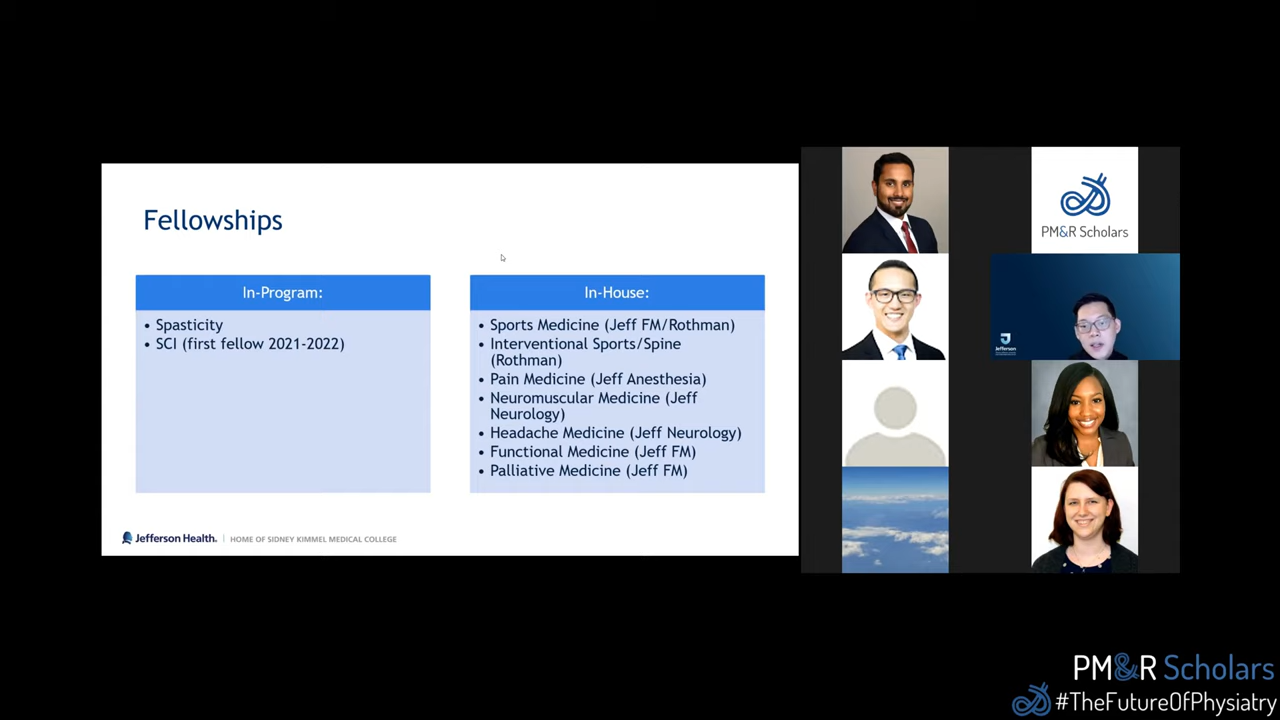 Fellowships
In-Program:
• Spasticity
• SCI (first fellow 2021-2022)
In-House:
• Sports Medicine (Jeff FM/Rothman)
• Interventional Sports/Spine
(Rothman)
• Pain Medicine (Jeff Anesthesia)
• Neuromuscular Medicine (Jeff
Neurology)
• Headache Medicine (Jeff Neurology)
• Functional Medicine (Jeff FM)
• Palliative Medicine (Jeff FM)
Jefferson Health. | HOME OF SIDNEY KIMMEL MEDICAL COLLEGE
PM&R Scholars
Jefferson
PM&R Scholars
#TheFutureOfPhysiatry